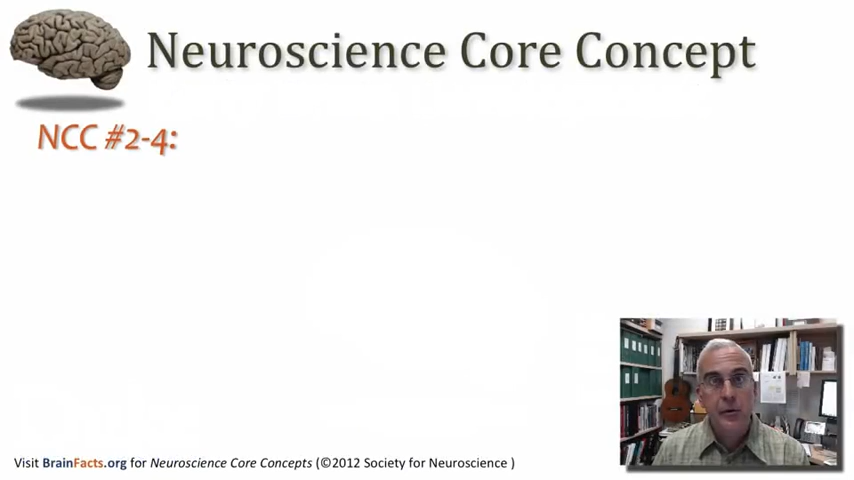 Neuroscience Core Concept
NCC #2-4:
Visit BrainFacts.org for Neuroscience Core Concepts (©2012 Society for Neuroscience )